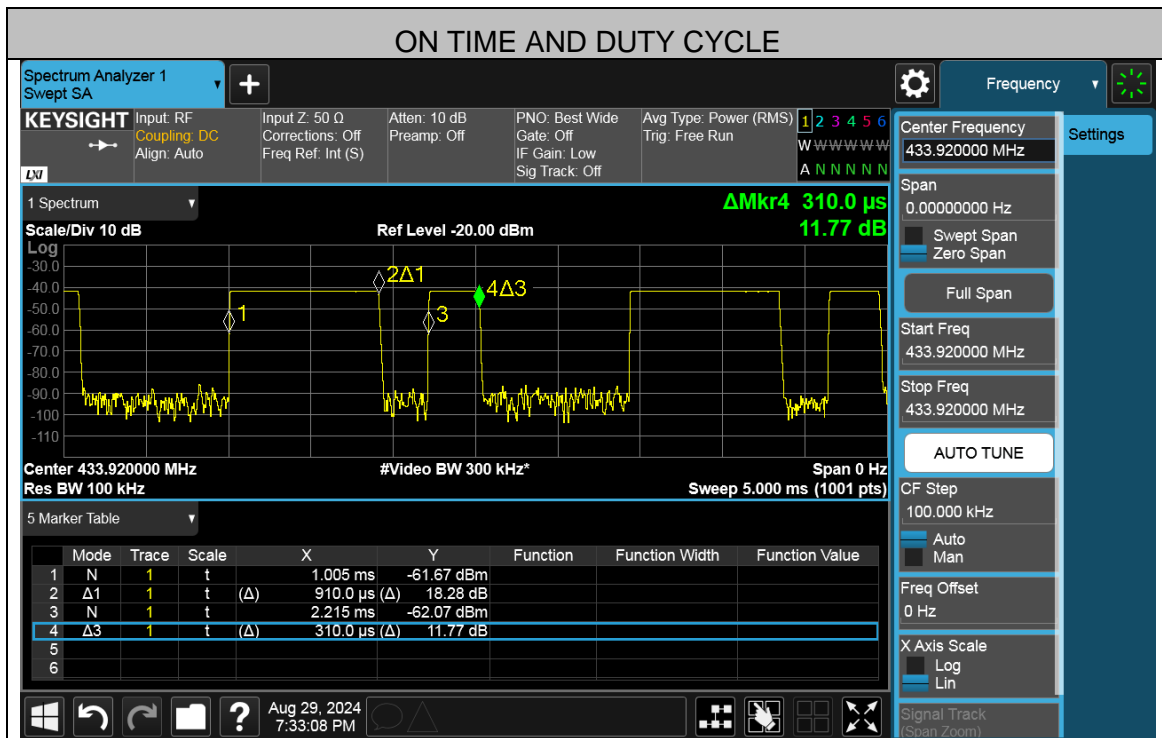 ON TIME AND DUTY CYCLE
Spectrum Analyzer 1
Swept SA
Frequency
KEYSIGHT
LXI
Input: RF
Coupling: DC
Align: Auto
Input Z: 50 Ω
Corrections: Off
Freq Ref: Int (S)
Atten: 10 dB
Preamp: Off
PNO: Best Wide
Gate: Off
IF Gain: Low
Sig Track: Off
Avg Type: Power (RMS)
Trig: Free Run
1 2 3 4 5 6
W W W W W W
A N N N N N
1 Spectrum
ΔMkr4 310.0 µs
11.77 dB
Scale/Div 10 dB
Ref Level -20.00 dBm
Log
-30.0
-40.0
-50.0
-60.0
-70.0
-80.0
-90.0
-100
-110
1
2Δ1
3
4Δ3
Center 433.920000 MHz
#Video BW 300 kHz*
Span 0 Hz
Res BW 100 kHz
Sweep 5.000 ms (1001 pts)
5 Marker Table
Mode Trace Scale X Y Function Function Width Function Value
1 N 1 t 1.005 ms -61.67 dBm
2 Δ1 1 t (Δ) 910.0 µs (Δ) 18.28 dB
3 N 1 t 2.215 ms -62.07 dBm
4 Δ3 1 t (Δ) 310.0 µs (Δ) 11.77 dB
5
6
Aug 29, 2024
7:33:08 PM
Center Frequency
433.920000 MHz
Settings
Span
0.00000000 Hz
Swept Span
Zero Span
Full Span
Start Freq
433.920000 MHz
Stop Freq
433.920000 MHz
AUTO TUNE
CF Step
100.000 kHz
Auto
Man
Freq Offset
0 Hz
X Axis Scale
Log
Lin
Signal Track
(Span Zoom)